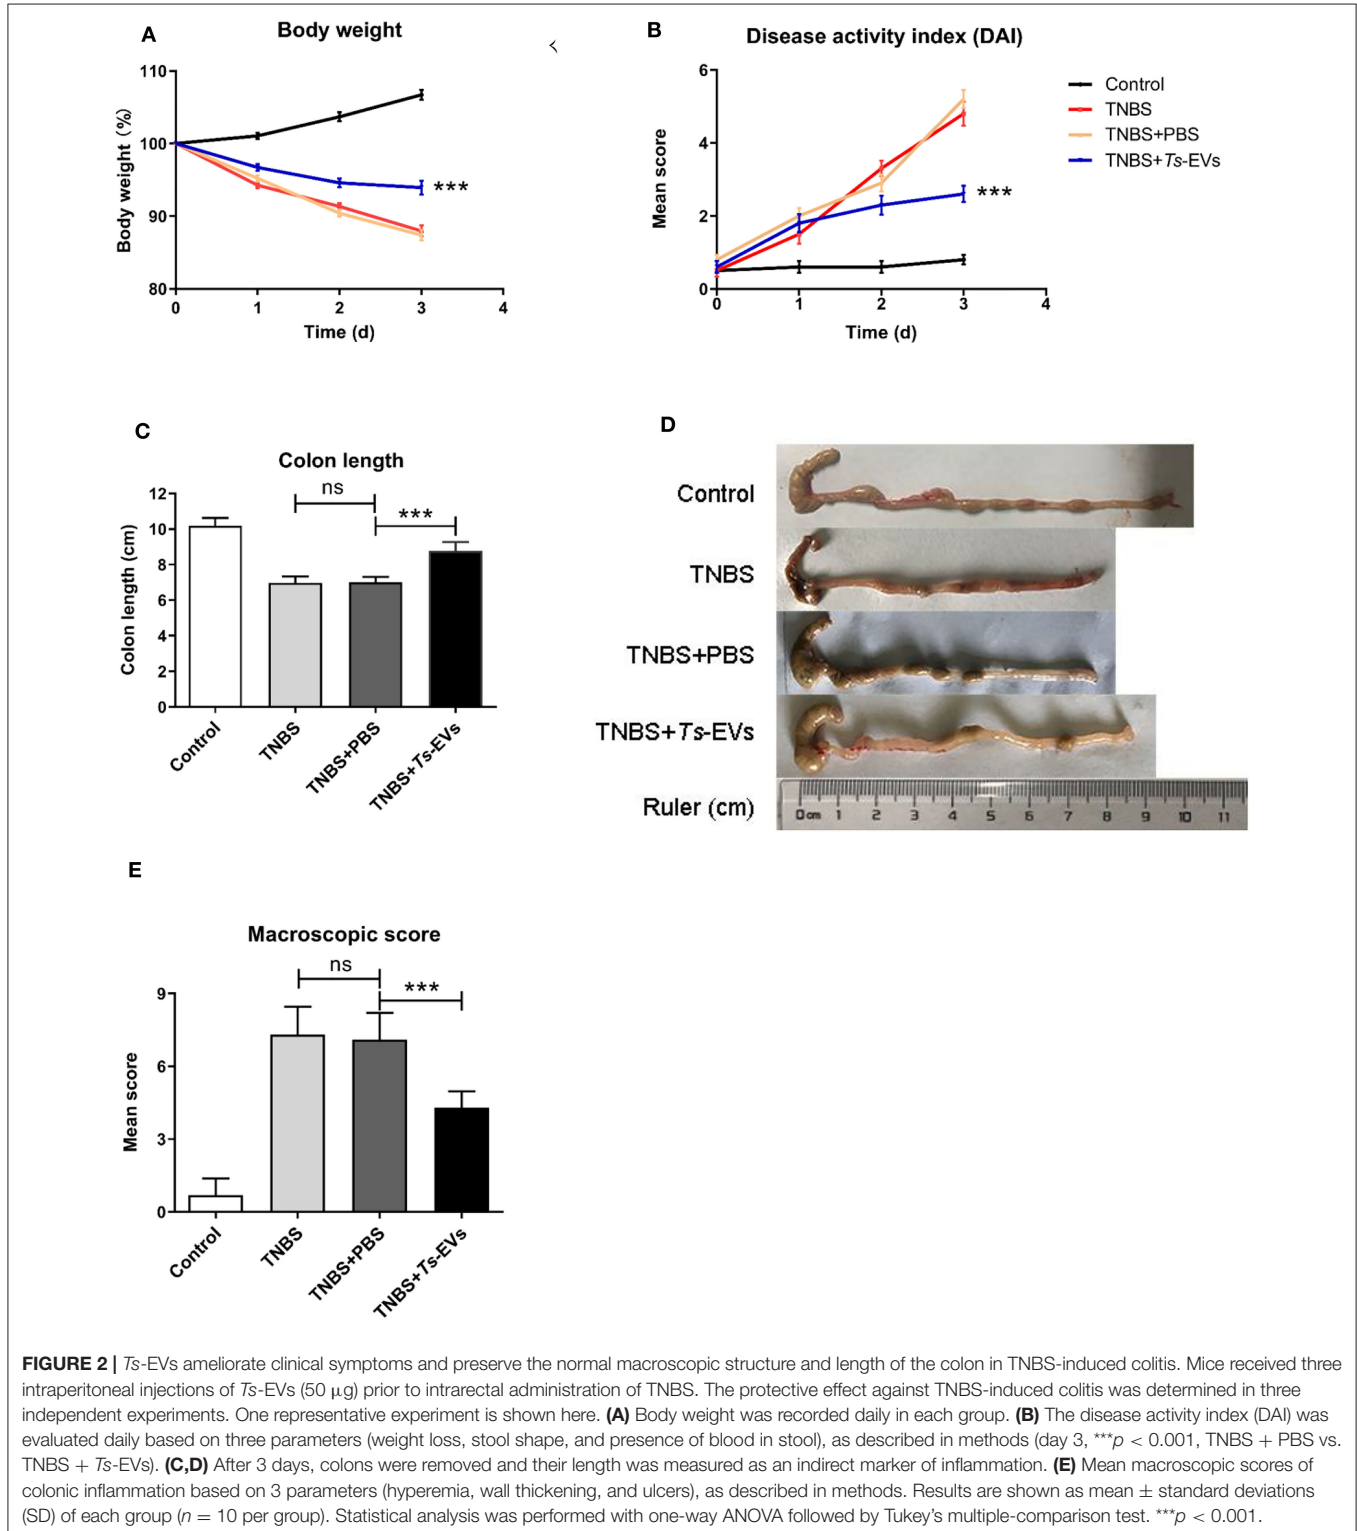 A
Body weight
110
100
90
80
Body weight (%)
0 1 2 3 4
Time (d)
***
B
Disease activity index (DAI)
6
4
2
0
Mean score
0 1 2 3 4
Time (d)
***
Control
TNBS
TNBS+PBS
TNBS+Ts-EVs
C
Colon length
12
10
8
6
4
2
0
Colon length (cm)
ns
***
Control
TNBS
TNBS+PBS
TNBS+Ts-EVs
D
Control
TNBS
TNBS+PBS
TNBS+Ts-EVs
Ruler (cm)
0cm 1 2 3 4 5 6 7 8 9 10 11
E
Macroscopic score
9
6
3
0
Mean score
ns
***
Control
TNBS
TNBS+PBS
TNBS+Ts-EVs
FIGURE 2 | Ts-EVs ameliorate clinical symptoms and preserve the normal macroscopic structure and length of the colon in TNBS-induced colitis. Mice received three
intraperitoneal injections of Ts-EVs (50 μg) prior to intrarectal administration of TNBS. The protective effect against TNBS-induced colitis was determined in three
independent experiments. One representative experiment is shown here. (A) Body weight was recorded daily in each group. (B) The disease activity index (DAI) was
evaluated daily based on three parameters (weight loss, stool shape, and presence of blood in stool), as described in methods (day 3, ***p < 0.001, TNBS + PBS vs.
TNBS + Ts-EVs). (C,D) After 3 days, colons were removed and their length was measured as an indirect marker of inflammation. (E) Mean macroscopic scores of
colonic inflammation based on 3 parameters (hyperemia, wall thickening, and ulcers), as described in methods. Results are shown as mean ± standard deviations
(SD) of each group (n = 10 per group). Statistical analysis was performed with one-way ANOVA followed by Tukey's multiple-comparison test. ***p < 0.001.